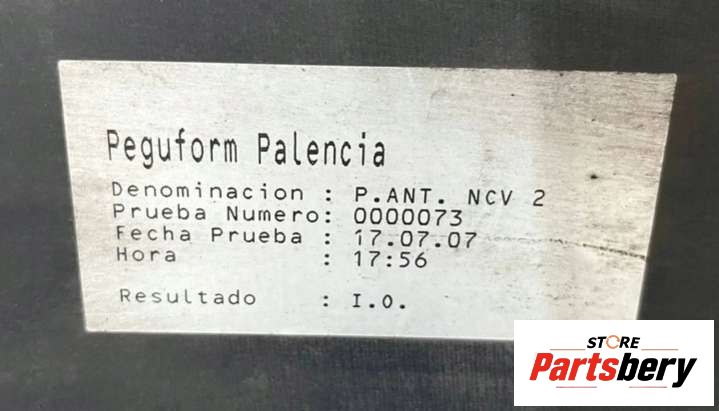 Peguform Palencia
Denominacion : P.ANT. NCV 2
Prueba Numero: 0000073
Fecha Prueba : 17.07.07
Hora : 17:56
Resultado : I.O.
STORE
Partsbery